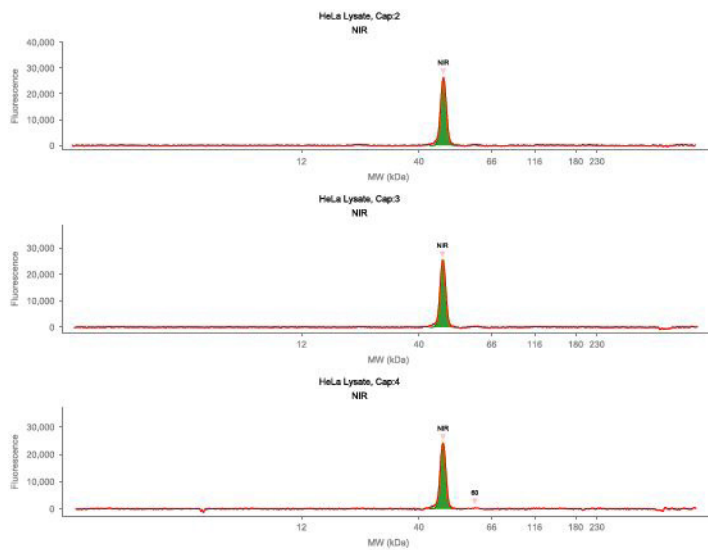 HeLa Lysate, Cap:2
NIR
40,000
30,000
20,000
10,000
0
Fluorescence
NIR
12 40 66 116 180 230
MW (kDa)
HeLa Lysate, Cap:3
NIR
30,000
20,000
10,000
0
Fluorescence
NIR
12 40 66 116 180 230
MW (kDa)
HeLa Lysate, Cap:4
NIR
30,000
20,000
10,000
0
Fluorescence
NIR
60
12 40 66 116 180 230
MW (kDa)